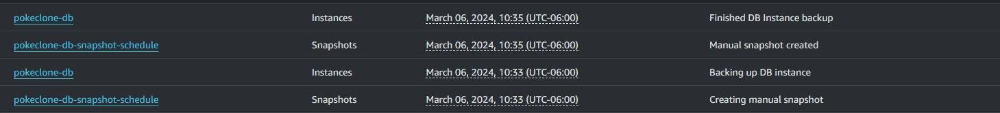 pokeclone-db Instances March 06, 2024, 10:35 (UTC-06:00) Finished DB Instance backup
pokeclone-db-snapshot-schedule Snapshots March 06, 2024, 10:35 (UTC-06:00) Manual snapshot created
pokeclone-db Instances March 06, 2024, 10:33 (UTC-06:00) Backing up DB instance
pokeclone-db-snapshot-schedule Snapshots March 06, 2024, 10:33 (UTC-06:00) Creating manual snapshot